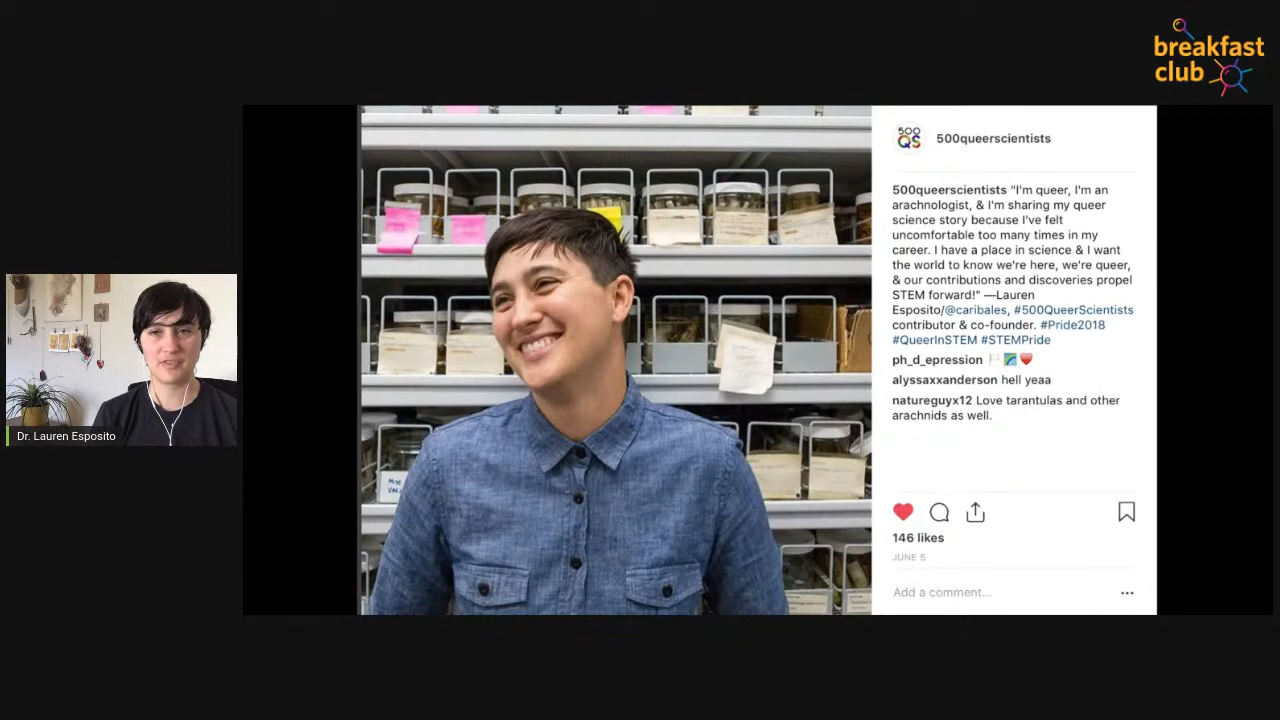 breakfast
club
500
QS
500queerscientists
500queerscientists "I'm queer, I'm an
arachnologist, & I'm sharing my queer
science story because I've felt
uncomfortable too many times in my
career. I have a place in science & I want
the world to know we're here, we're queer,
& our contributions and discoveries propel
STEM forward!" —Lauren
Esposito/@caribales, #500QueerScientists
contributor & co-founder. #Pride2018
#QueerInSTEM #STEMPride
ph_d_epression 🏳️ 🌈 ❤️
alyssaxxanderson hell yeaa
natureguyx12 Love tarantulas and other
arachnids as well.
146 likes
JUNE 5
Add a comment...
Dr. Lauren Esposito